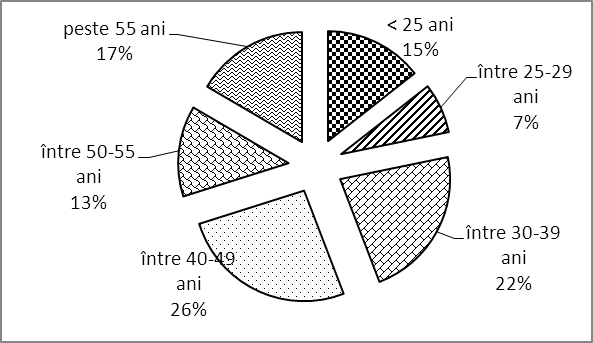 < 25 ani
15%
între 25-29
ani
7%
între 30-39
ani
22%
între 40-49
ani
26%
între 50-55
ani
13%
peste 55 ani
17%